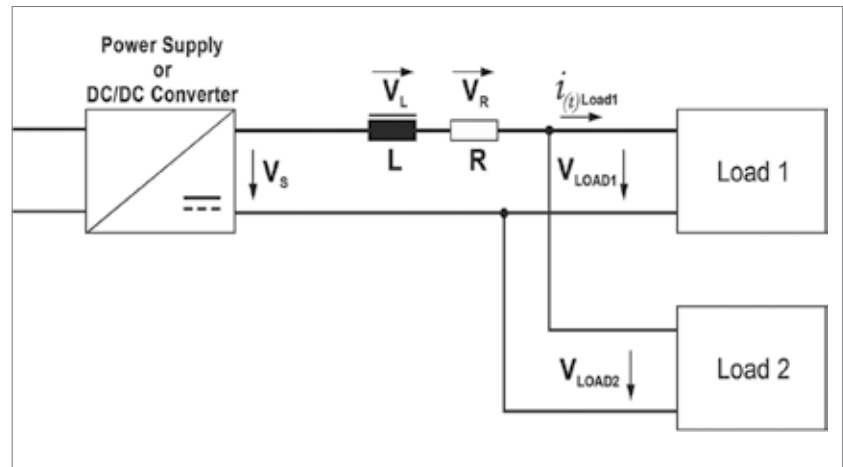 Power Supply
or
DC/DC Converter
V_L
V_R
i_(t)Load1
V_S
L
R
V_LOAD1
Load 1
V_LOAD2
Load 2